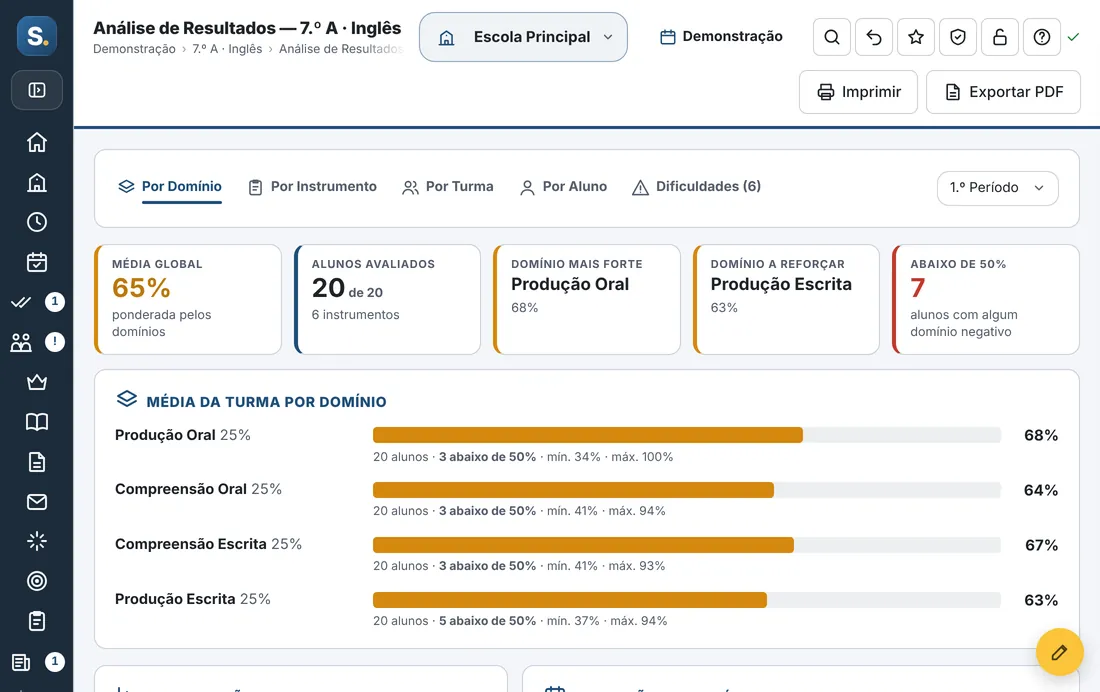 S.
Análise de Resultados — 7.º A · Inglês
Demonstração › 7.º A · Inglês › Análise de Resultados
Escola Principal
Demonstração
Imprimir
Exportar PDF
1
!
1
Por Domínio
Por Instrumento
Por Turma
Por Aluno
Dificuldades (6)
1.º Período
MÉDIA GLOBAL
65%
ponderada pelos
domínios
ALUNOS AVALIADOS
20 de 20
6 instrumentos
DOMÍNIO MAIS FORTE
Produção Oral
68%
DOMÍNIO A REFORÇAR
Produção Escrita
63%
ABAIXO DE 50%
7
alunos com algum
domínio negativo
MÉDIA DA TURMA POR DOMÍNIO
Produção Oral 25%
68%
20 alunos · 3 abaixo de 50% · mín. 34% · máx. 100%
Compreensão Oral 25%
64%
20 alunos · 3 abaixo de 50% · mín. 41% · máx. 94%
Compreensão Escrita 25%
67%
20 alunos · 3 abaixo de 50% · mín. 41% · máx. 93%
Produção Escrita 25%
63%
20 alunos · 5 abaixo de 50% · mín. 37% · máx. 94%